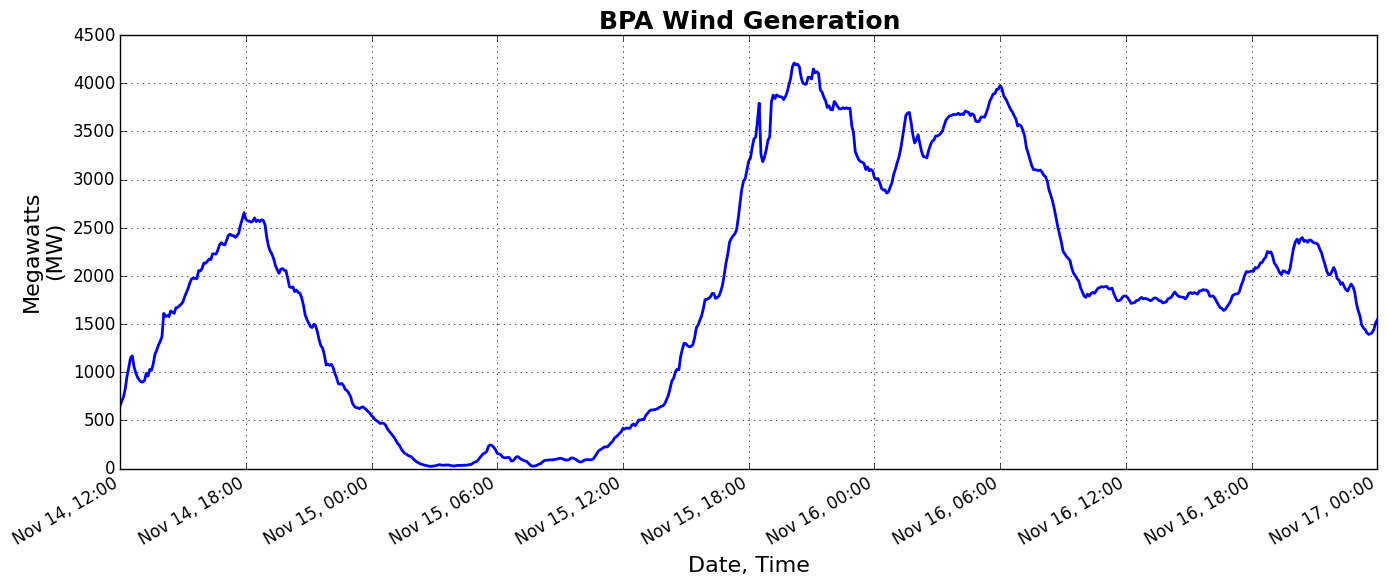 BPA Wind Generation
4500
4000
3500
3000
2500
2000
1500
1000
500
0
Megawatts
(MW)
Nov 14, 12:00
Nov 14, 18:00
Nov 15, 00:00
Nov 15, 06:00
Nov 15, 12:00
Nov 15, 18:00
Nov 16, 00:00
Nov 16, 06:00
Nov 16, 12:00
Nov 16, 18:00
Nov 17, 00:00
Date, Time